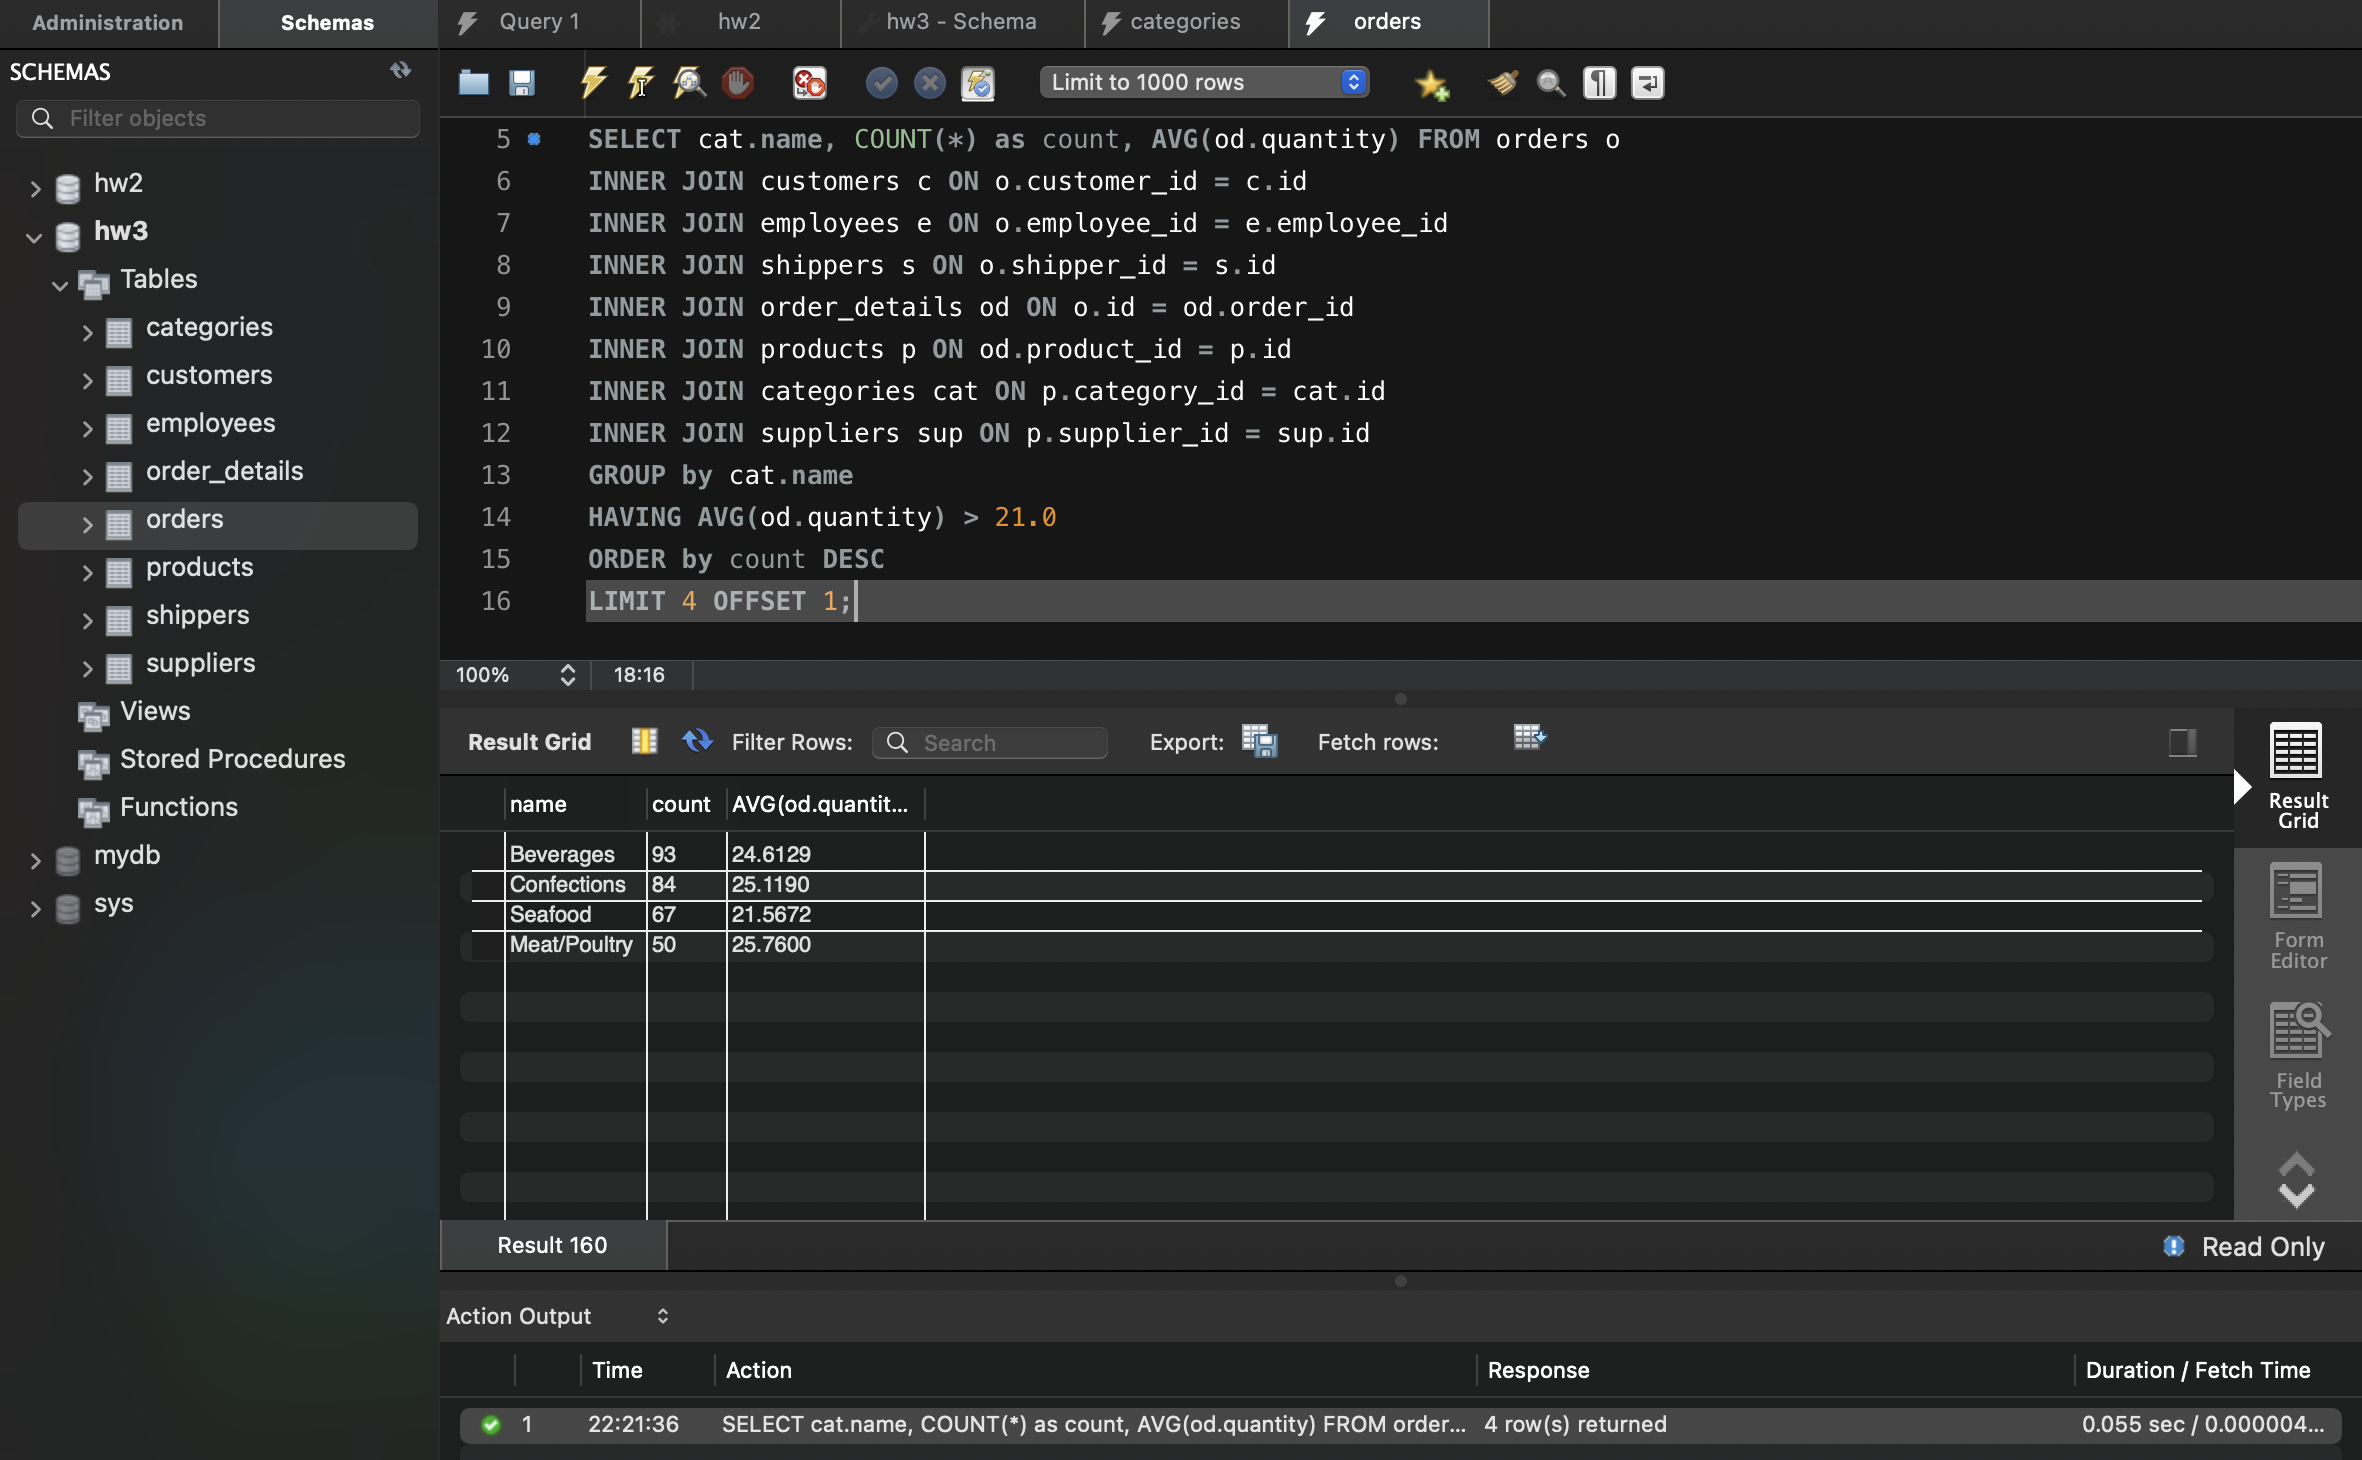 Administration
Schemas
Query 1
hw2
hw3 - Schema
categories
orders
SCHEMAS
Filter objects
hw2
hw3
Tables
categories
customers
employees
order_details
orders
products
shippers
suppliers
Views
Stored Procedures
Functions
mydb
sys
Limit to 1000 rows
5 SELECT cat.name, COUNT(*) as count, AVG(od.quantity) FROM orders o
6 INNER JOIN customers c ON o.customer_id = c.id
7 INNER JOIN employees e ON o.employee_id = e.employee_id
8 INNER JOIN shippers s ON o.shipper_id = s.id
9 INNER JOIN order_details od ON o.id = od.order_id
10 INNER JOIN products p ON od.product_id = p.id
11 INNER JOIN categories cat ON p.category_id = cat.id
12 INNER JOIN suppliers sup ON p.supplier_id = sup.id
13 GROUP by cat.name
14 HAVING AVG(od.quantity) > 21.0
15 ORDER by count DESC
16 LIMIT 4 OFFSET 1;
100%
18:16
Result Grid
Filter Rows:
Search
Export:
Fetch rows:
name count AVG(od.quantit...
Beverages 93 24.6129
Confections 84 25.1190
Seafood 67 21.5672
Meat/Poultry 50 25.7600
Result
Grid
Form
Editor
Field
Types
Result 160
Read Only
Action Output
Time Action Response Duration / Fetch Time
1 22:21:36 SELECT cat.name, COUNT(*) as count, AVG(od.quantity) FROM order... 4 row(s) returned 0.055 sec / 0.000004...